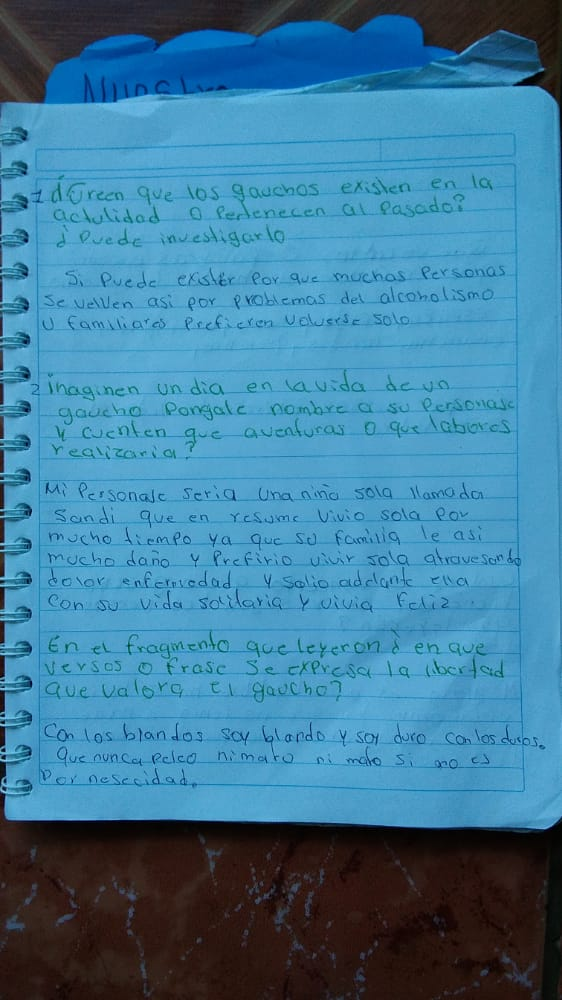 Nuestro
1 ¿Creen que los gauchos existen en la
actulidad o Pertenecen al Pasado?
¿Puede investigarlo
Si Puede existir Por que muchas Personas
se velven asi por problemas del alcoholismo
U familiares Prefieren Volverse solo
2 imaginen un dia en la vida de un
gaucho Pongale nombre a su Personaje
Y cuenten que aventuras o que labores
realizaria?
Mi Personaje seria una niña sola llamada
Sandi que en resume Vivio sola por
mucho tiempo ya que su familia le asi
mucho daño y Prefirio vivir sola atravesando
dolor enfermedad y salio adelante ella
Con su vida solitaria y vivia feliz.
En el fragmento que leyeron ¿ en que
versos o frase Se expresa la libertad
que valora El gaucho?
Con los blandos soy blando y soy duro con los duros.
que nunca peleo ni mato ni mato si no es
Por nesecidad.